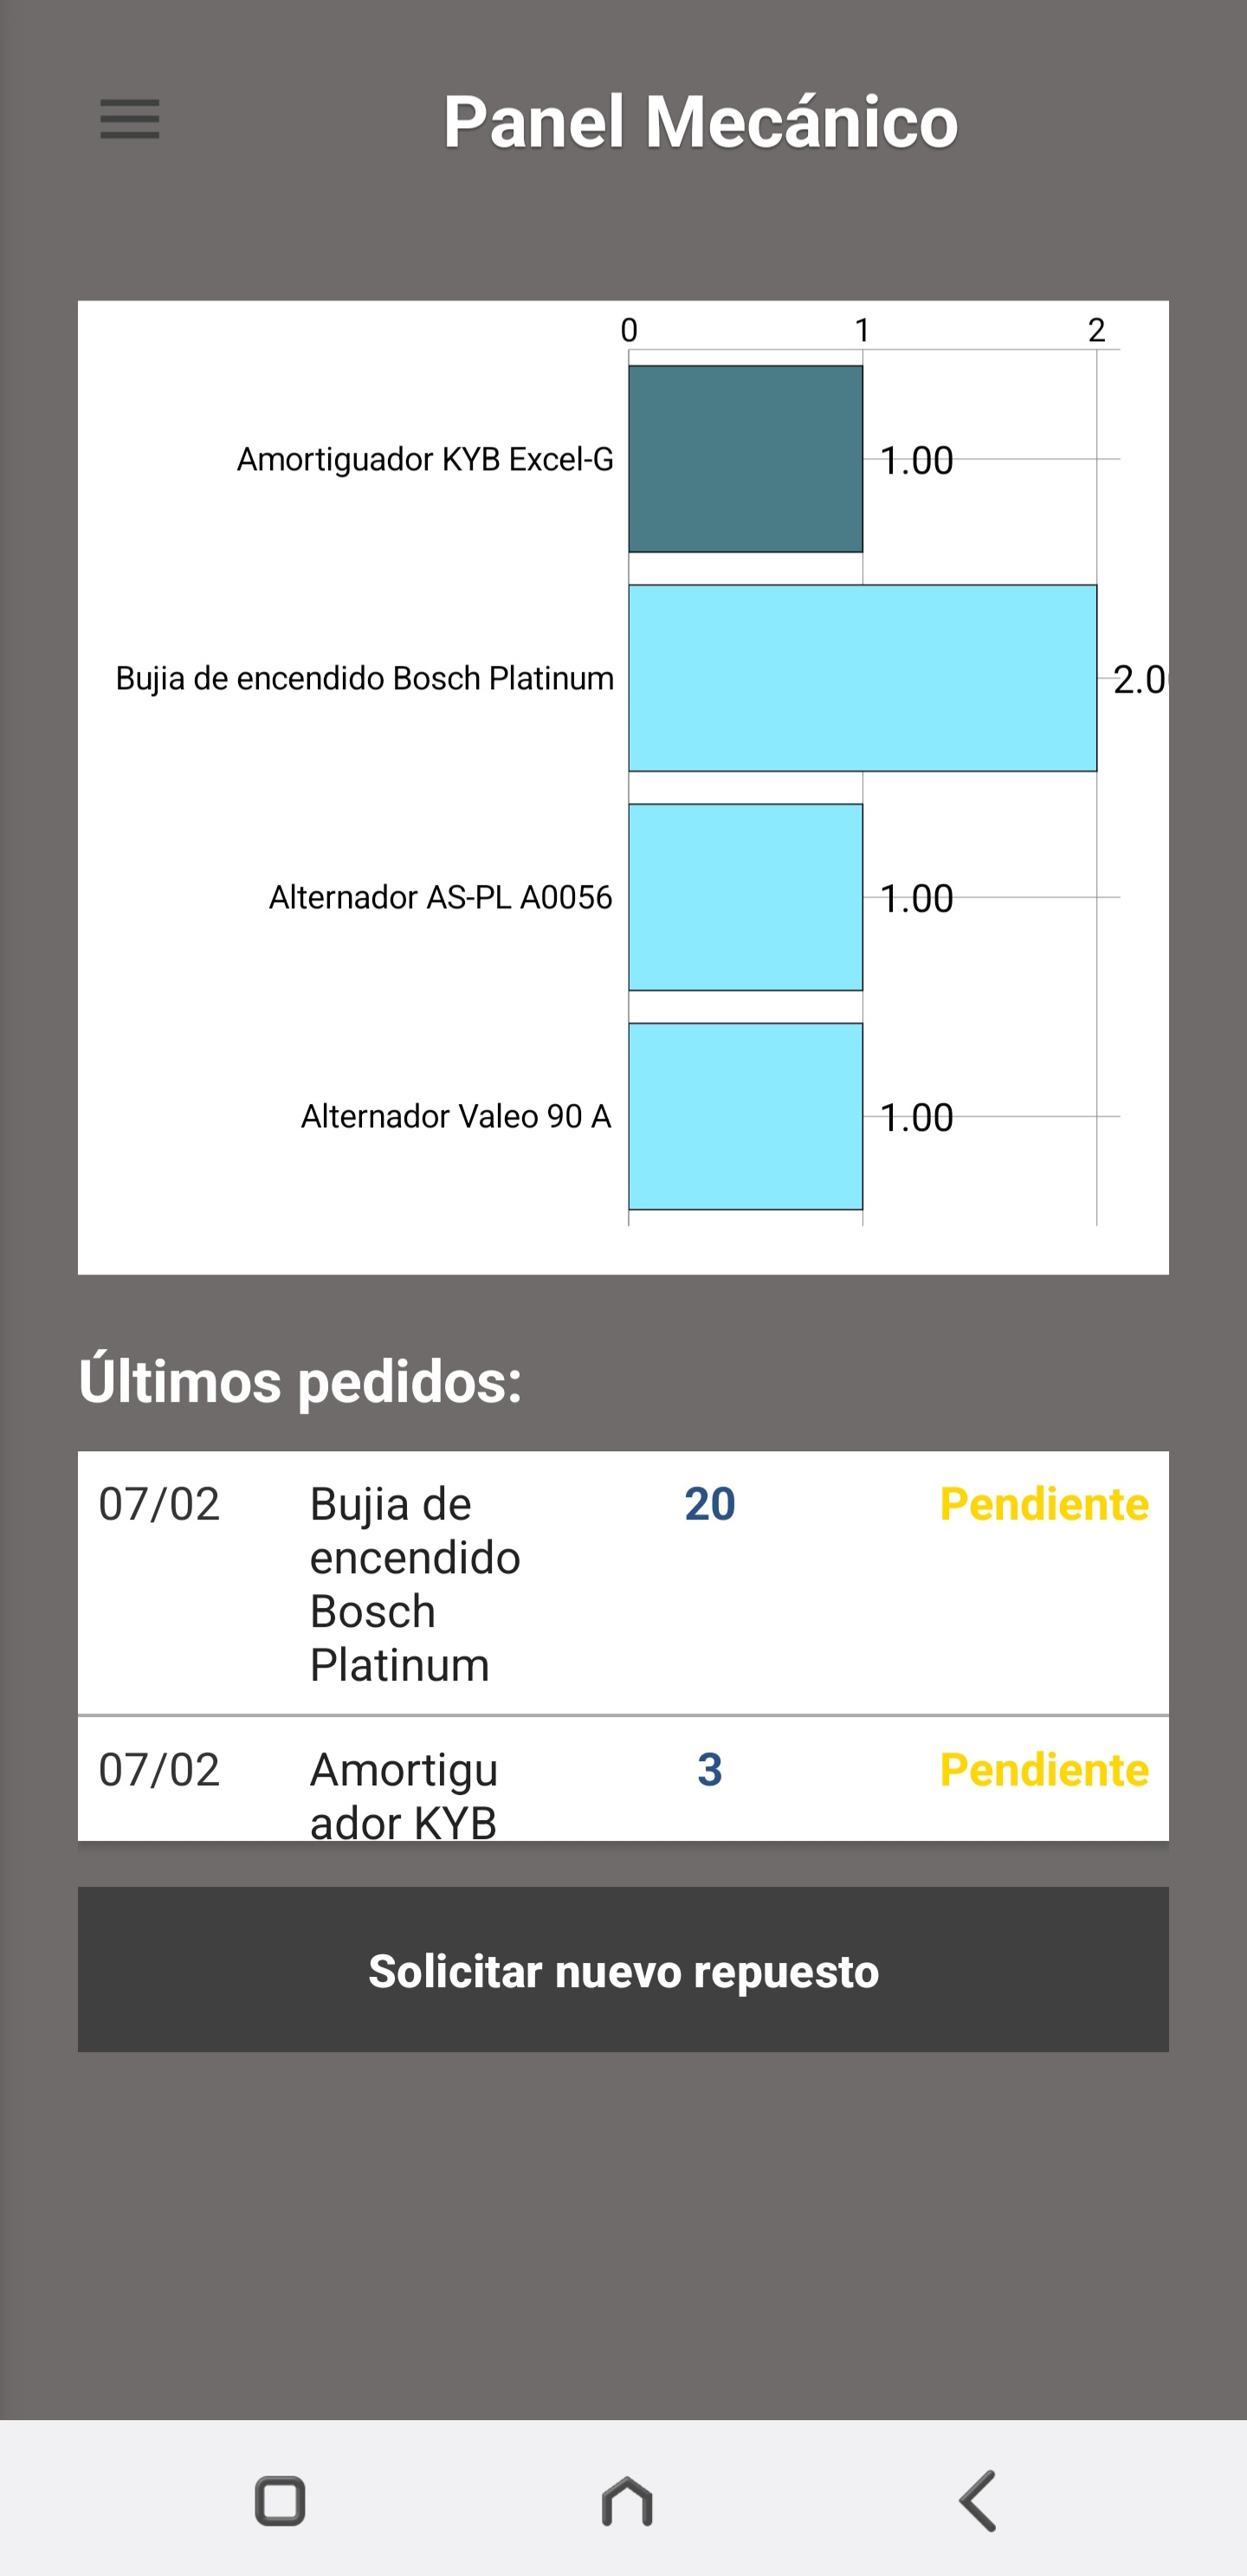 Panel Mecánico
0 1 2
Amortiguador KYB Excel-G 1.00
Bujia de encendido Bosch Platinum 2.0
Alternador AS-PL A0056 1.00
Alternador Valeo 90 A 1.00
Últimos pedidos:
07/02 Bujia de 20 Pendiente
encendido
Bosch
Platinum
07/02 Amortigu 3 Pendiente
ador KYB
Solicitar nuevo repuesto